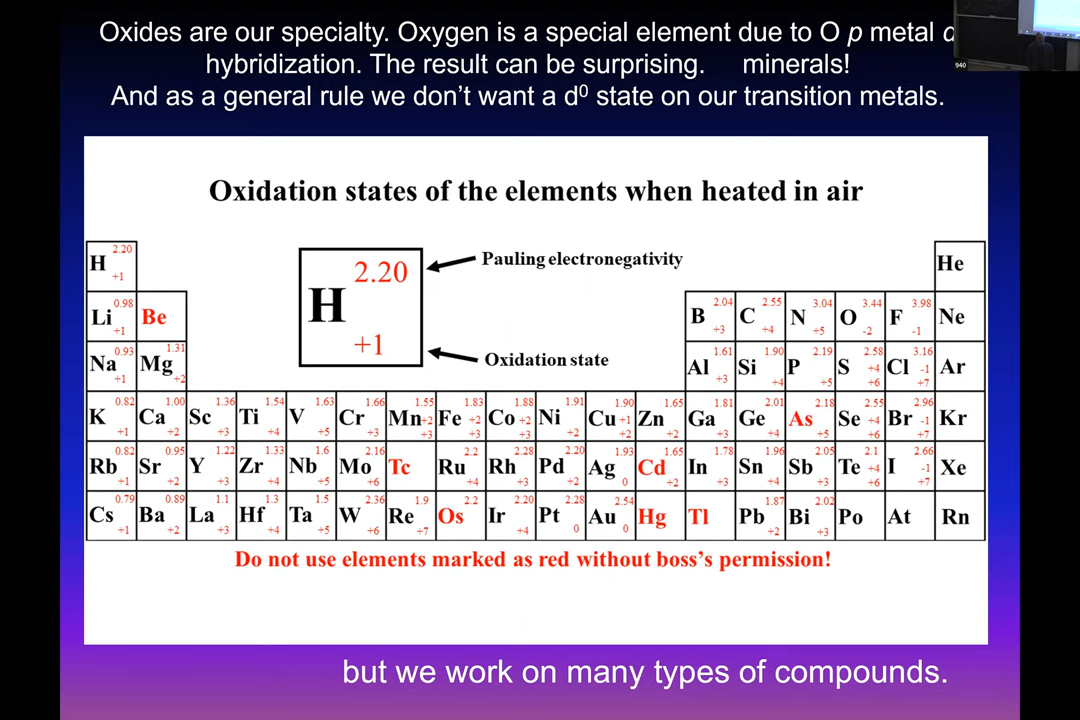 Oxides are our specialty. Oxygen is a special element due to O p metal
hybridization. The result can be surprising. minerals!
And as a general rule we don't want a d⁰ state on our transition metals.
940
Oxidation states of the elements when heated in air
H 2.20 +1
He
H 2.20 +1
Pauling electronegativity
Oxidation state
Li 0.98 +1
Be
B 2.04 +3
C 2.55 +4
N 3.04 +5
O 3.44 -2
F 3.98 -1
Ne
Na 0.93 +1
Mg 1.31 +2
Al 1.61 +3
Si 1.90 +4
P 2.19 +5
S 2.58 +4 +6
Cl 3.16 -1 +7
Ar
K 0.82 +1
Ca 1.00 +2
Sc 1.36 +3
Ti 1.54 +4
V 1.63 +5
Cr 1.66 +3
Mn 1.55 +2 +3
Fe 1.83 +2 +3
Co 1.88 +2 +3
Ni 1.91 +2
Cu 1.90 +1 +2
Zn 1.65 +2
Ga 1.81 +3
Ge 2.01 +4
As 2.18 +5
Se 2.55 +4 +6
Br 2.96 -1 +7
Kr
Rb 0.82 +1
Sr 0.95 +2
Y 1.22 +3
Zr 1.33 +4
Nb 1.6 +5
Mo 2.16 +6
Tc
Ru 2.2 +4
Rh 2.28 +3
Pd 2.20 +2
Ag 1.93 0
Cd 1.65 +2
In 1.78 +3
Sn 1.96 +4
Sb 2.05 +3
Te 2.1 +4 +6
I 2.66 -1 +7
Xe
Cs 0.79 +1
Ba 0.89 +2
La 1.1 +3
Hf 1.3 +4
Ta 1.5 +5
W 2.36 +6
Re 1.9 +7
Os 2.2
Ir 2.20 +4
Pt 2.28 0
Au 2.54 0
Hg
Tl
Pb 1.87 +2
Bi 2.02 +3
Po
At
Rn
Do not use elements marked as red without boss's permission!
but we work on many types of compounds.